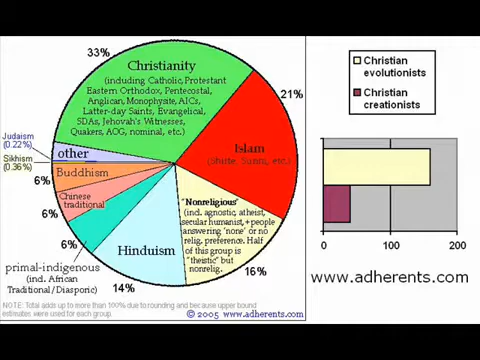 33%
Christianity
(including Catholic, Protestant
Eastern Orthodox, Pentecostal,
Anglican, Monophysite, AICs,
Latter-day Saints, Evangelical,
SDAs, Jehovah's Witnesses,
Quakers, AOG, nominal, etc.)
21%
Islam
(Shiite, Sunni, etc.)
Judaism
(0.22%)
Sikhism
(0.36%)
other
6%
Buddhism
6%
Chinese
traditional
6%
primal-indigenous
(incl. African
Traditional/Diasporic)
14%
Hinduism
"Nonreligious"
(incl. agnostic, atheist,
secular humanist, +people
answering 'none' or no
relig. preference. Half
of this group is
"theistic" but
nonrelig.
16%
NOTE: Total adds up to more than 100% due to rounding and because upper bound
estimates were used for each group.
© 2005 www.adherents.com
Christian
evolutionists
Christian
creationists
0
100
200
www.adherents.com